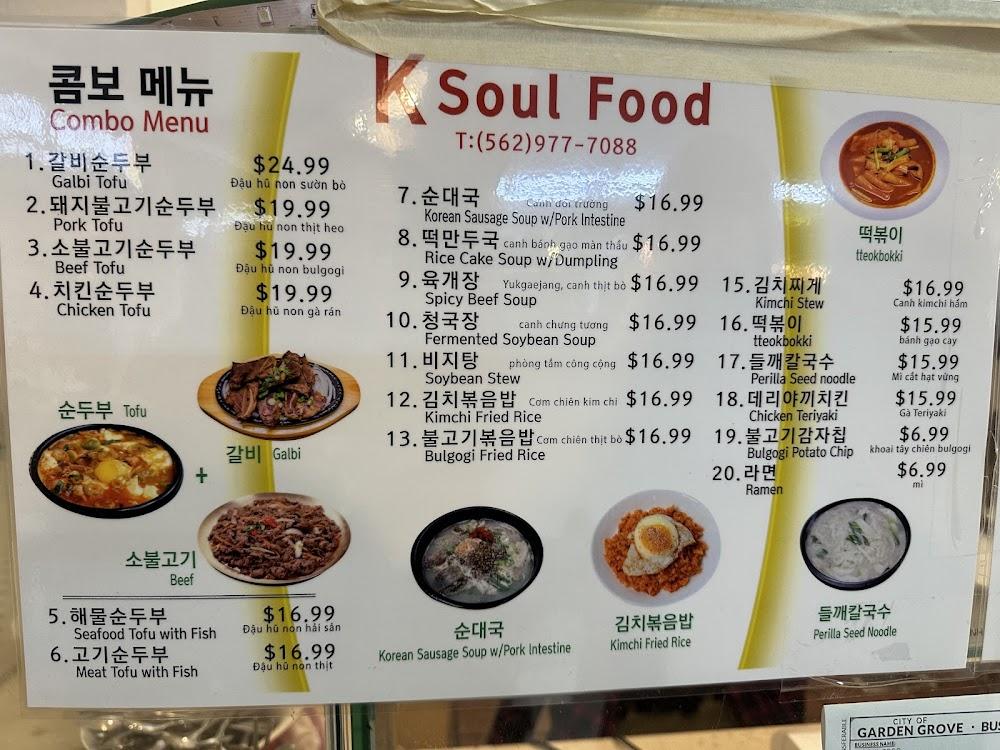 콤보 메뉴
Combo Menu
1. 갈비순두부 $24.99
Galbi Tofu Đậu hũ non sườn bò
2. 돼지불고기순두부 $19.99
Pork Tofu Đậu hũ non thịt heo
3. 소불고기순두부 $19.99
Beef Tofu Đậu hũ non bulgogi
4. 치킨순두부 $19.99
Chicken Tofu Đậu hũ non gà rán
순두부 Tofu
갈비 Galbi
+
소불고기
Beef
5. 해물순두부 $16.99
Seafood Tofu with Fish Đậu hũ non hải sản
6. 고기순두부 $16.99
Meat Tofu with Fish Đậu hũ non thịt
K Soul Food
T:(562)977-7088
7. 순대국 Canh dồi trường $16.99
Korean Sausage Soup w/Pork Intestine
8. 떡만두국 canh bánh gạo màn thầu $16.99
Rice Cake Soup w/Dumpling
9. 육개장 Yukgaejang, canh thịt bò $16.99
Spicy Beef Soup
10. 청국장 canh chưng tương $16.99
Fermented Soybean Soup
11. 비지탕 phòng tắm công cộng $16.99
Soybean Stew
12. 김치볶음밥 Cơm chiên kim chi $16.99
Kimchi Fried Rice
13. 불고기볶음밥 Cơm chiên thịt bò $16.99
Bulgogi Fried Rice
순대국
Korean Sausage Soup w/Pork Intestine
김치볶음밥
Kimchi Fried Rice
떡볶이
tteokbokki
15. 김치찌게 $16.99
Kimchi Stew Canh kimchi hầm
16. 떡볶이 $15.99
tteokbokki bánh gạo cay
17. 들깨칼국수 $15.99
Perilla Seed noodle Mì cắt hạt vừng
18. 데리야끼치킨 $15.99
Chicken Teriyaki Gà Teriyaki
19. 불고기감자칩 $6.99
Bulgogi Potato Chip khoai tây chiên bulgogi
20. 라면 $6.99
Ramen mì
들깨칼국수
Perilla Seed Noodle
CITY OF
GARDEN GROVE · BUS
BUSINESS NAME: